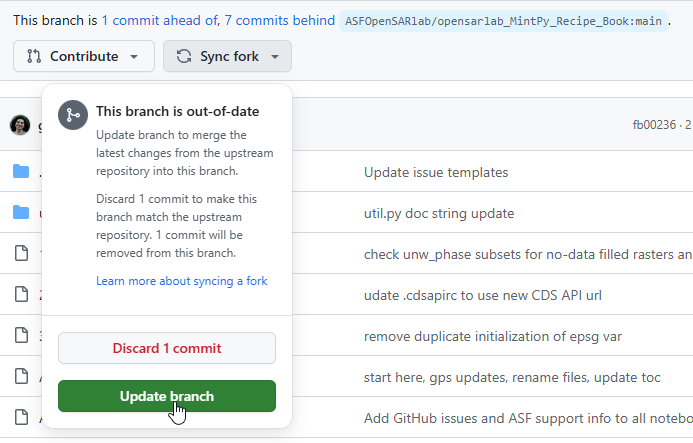 This branch is 1 commit ahead of, 7 commits behind ASFOpenSARlab/opensarlab_MintPy_Recipe_Book:main.
Contribute Sync fork
This branch is out-of-date
Update branch to merge the
latest changes from the upstream
repository into this branch.
Discard 1 commit to make this
branch match the upstream
repository. 1 commit will be
removed from this branch.
Learn more about syncing a fork
Discard 1 commit
Update branch
fb00236 · 2
Update issue templates
util.py doc string update
check unw_phase subsets for no-data filled rasters an
udate .cdsapirc to use new CDS API url
remove duplicate initialization of epsg var
start here, gps updates, rename files, update toc
Add GitHub issues and ASF support info to all notebo